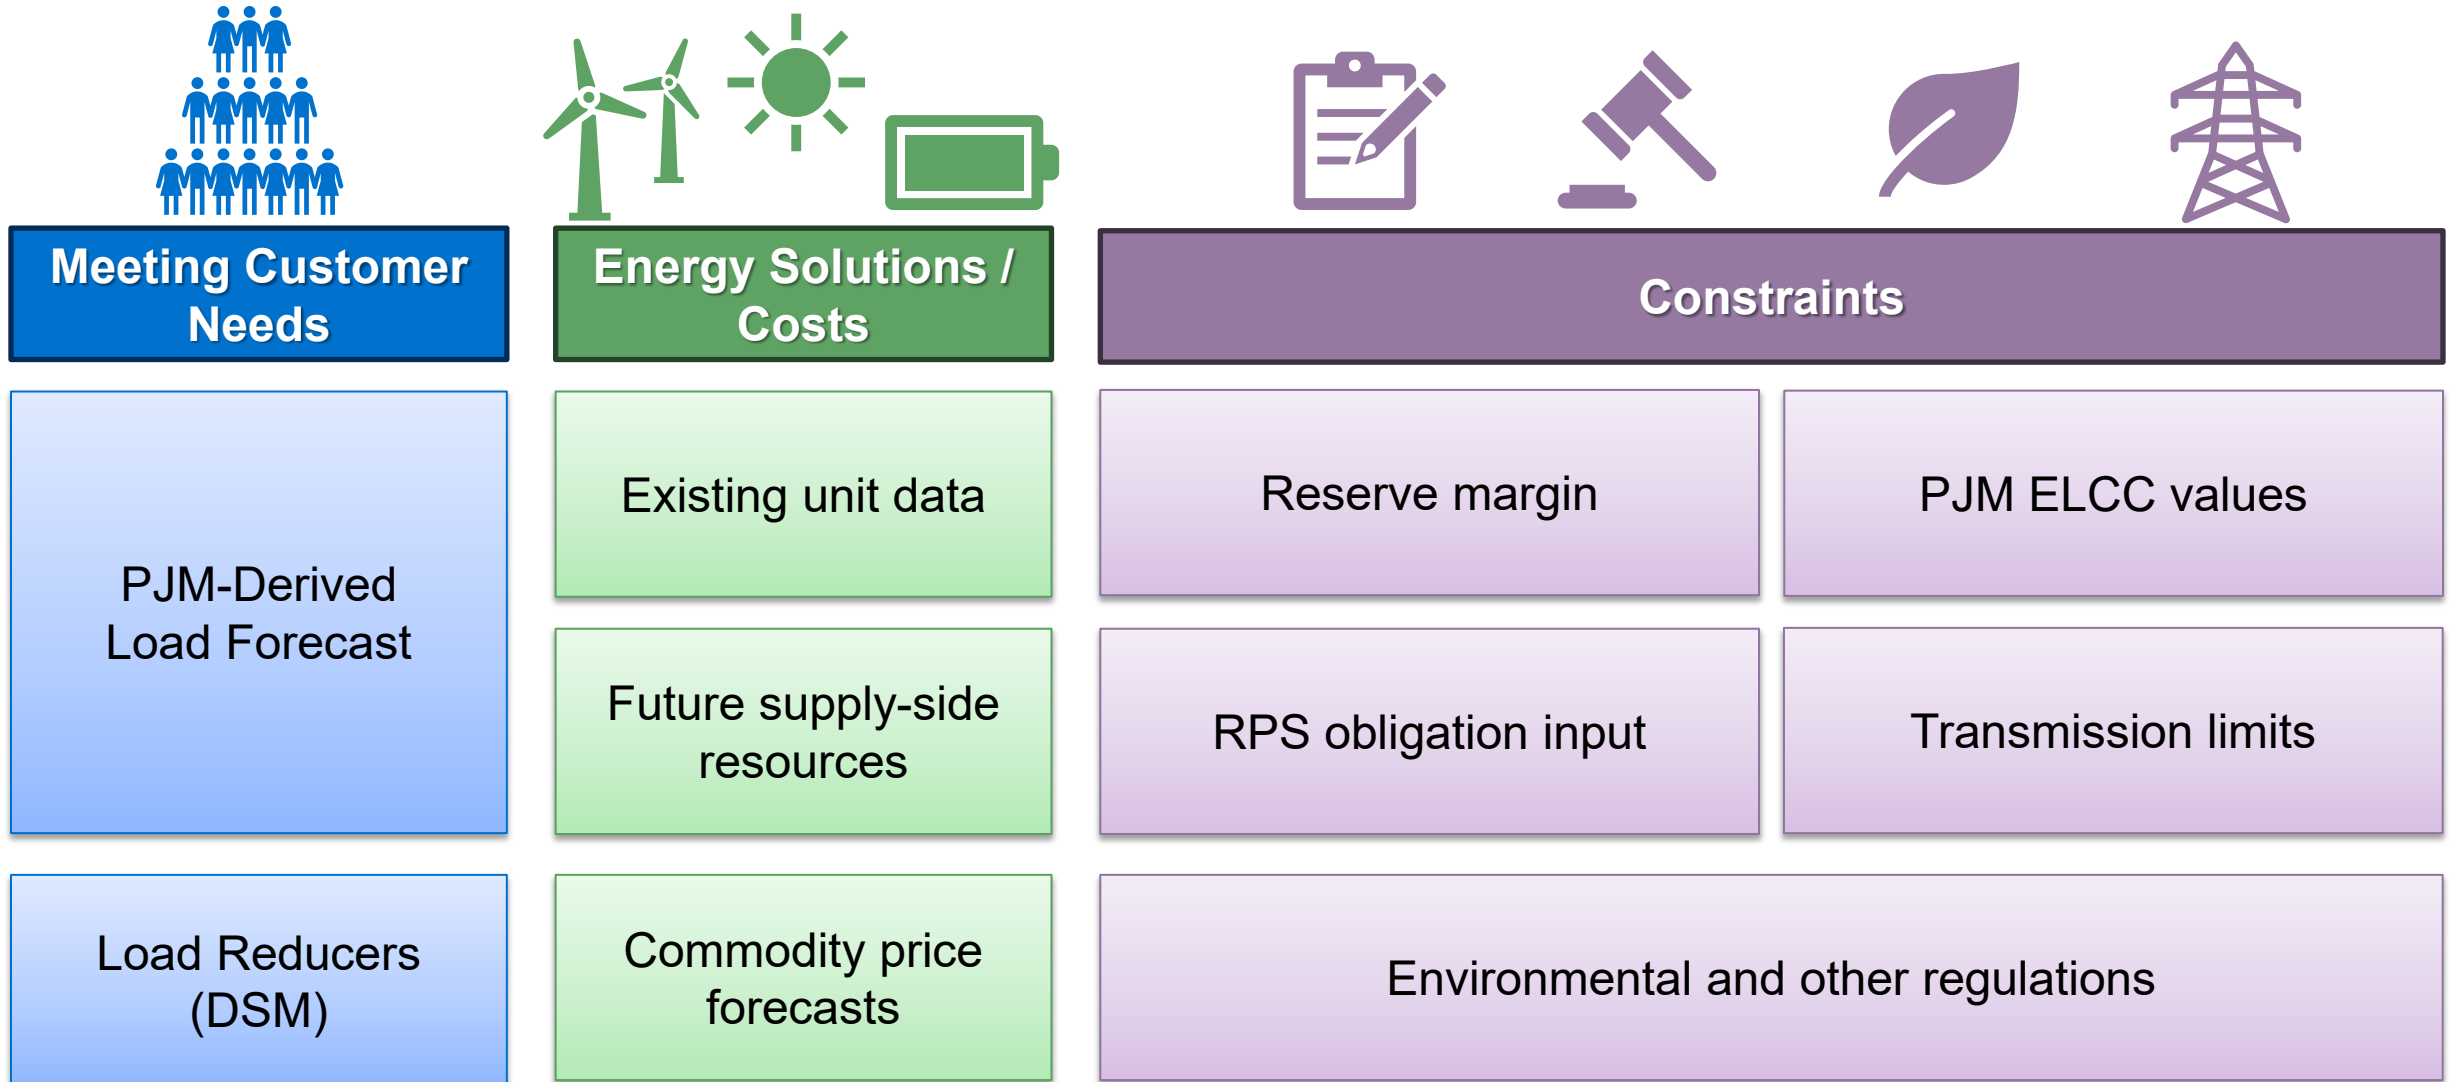 Meeting Customer
Needs
Energy Solutions /
Costs
Constraints
PJM-Derived
Load Forecast
Load Reducers
(DSM)
Existing unit data
Future supply-side
resources
Commodity price
forecasts
Reserve margin
PJM ELCC values
RPS obligation input
Transmission limits
Environmental and other regulations